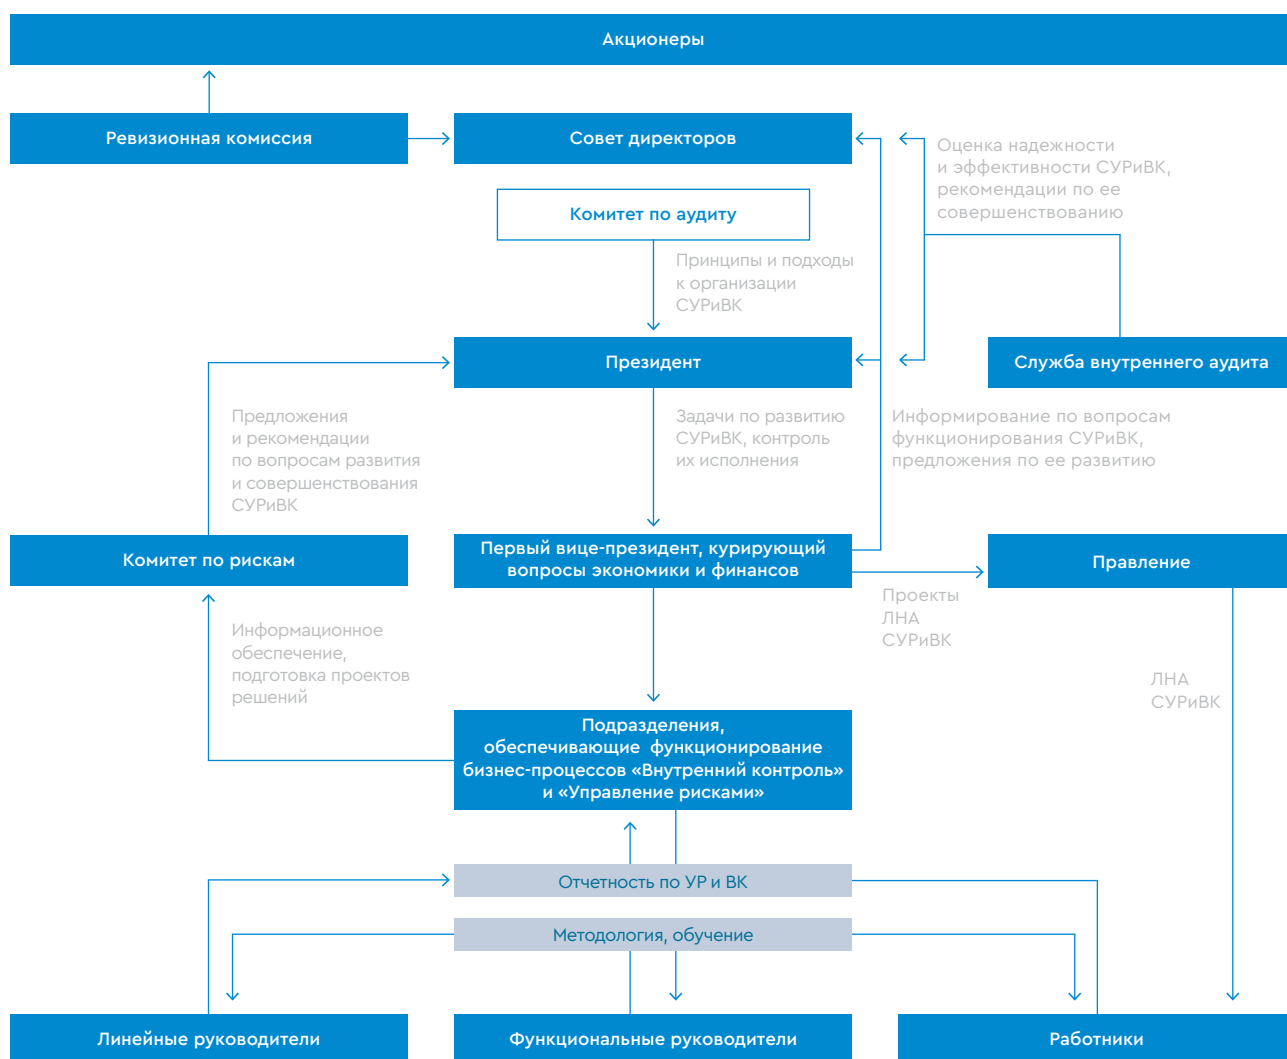 Акционеры
Ревизионная комиссия
Совет директоров
Оценка надежности
и эффективности СУРиВК,
рекомендации по ее
совершенствованию
Комитет по аудиту
Принципы и подходы
к организации
СУРиВК
Президент
Служба внутреннего аудита
Предложения
и рекомендации
по вопросам развития
и совершенствования
СУРиВК
Задачи по развитию
СУРиВК, контроль
их исполнения
Информирование по вопросам
функционирования СУРиВК,
предложения по ее развитию
Комитет по рискам
Первый вице-президент, курирующий
вопросы экономики и финансов
Правление
Проекты
ЛНА
СУРиВК
Информационное
обеспечение,
подготовка проектов
решений
ЛНА
СУРиВК
Подразделения,
обеспечивающие функционирование
бизнес-процессов «Внутренний контроль»
и «Управление рисками»
Отчетность по УР и ВК
Методология, обучение
Линейные руководители
Функциональные руководители
Работники